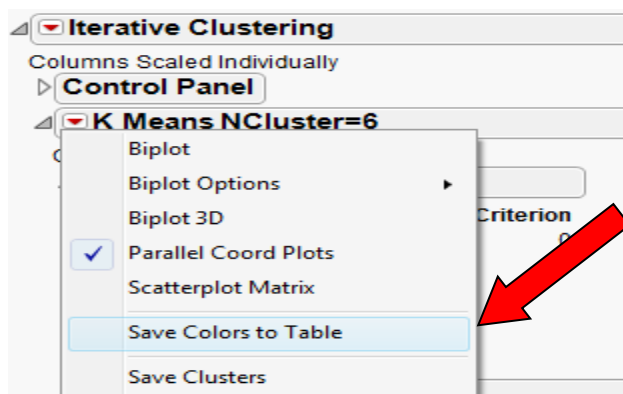 Iterative Clustering
Columns Scaled Individually
Control Panel
K Means NCluster=6
Biplot
Biplot Options
Biplot 3D
Criterion
Parallel Coord Plots
Scatterplot Matrix
Save Colors to Table
Save Clusters